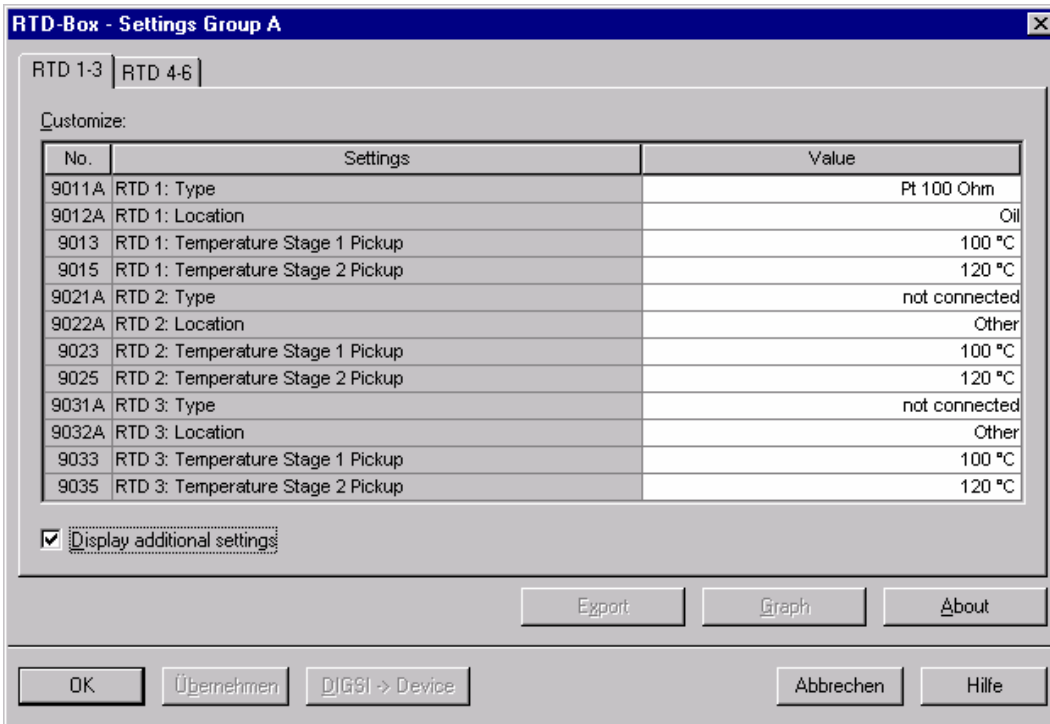 RTD-Box - Settings Group A
RTD 1-3 RTD 4-6
Customize:
No. Settings Value
9011A RTD 1: Type Pt 100 Ohm
9012A RTD 1: Location Oil
9013 RTD 1: Temperature Stage 1 Pickup 100 °C
9015 RTD 1: Temperature Stage 2 Pickup 120 °C
9021A RTD 2: Type not connected
9022A RTD 2: Location Other
9023 RTD 2: Temperature Stage 1 Pickup 100 °C
9025 RTD 2: Temperature Stage 2 Pickup 120 °C
9031A RTD 3: Type not connected
9032A RTD 3: Location Other
9033 RTD 3: Temperature Stage 1 Pickup 100 °C
9035 RTD 3: Temperature Stage 2 Pickup 120 °C
Display additional settings
Export Graph About
OK Übernehmen DIGSI -> Device Abbrechen Hilfe